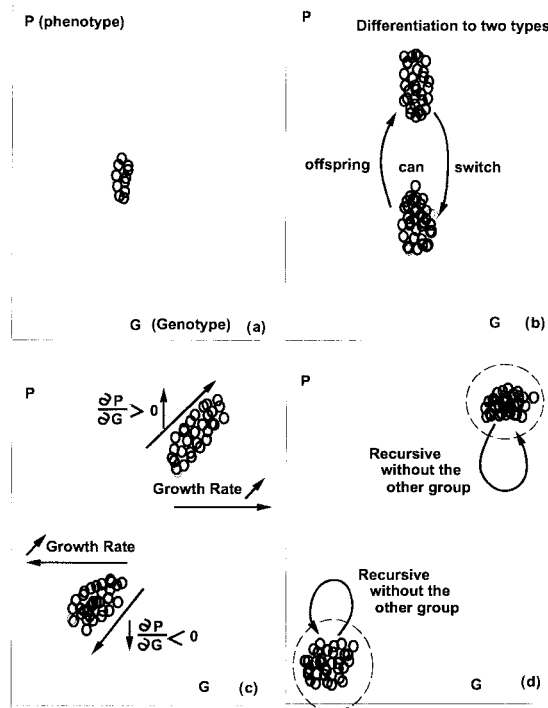 P (phenotype)
G (Genotype) (a)
P
Differentiation to two types
offspring can switch
G (b)
P
∂P
∂G > 0
Growth Rate
Growth Rate
∂P
∂G < 0
G (c)
P
Recursive
without the
other group
Recursive
without the
other group
G (d)